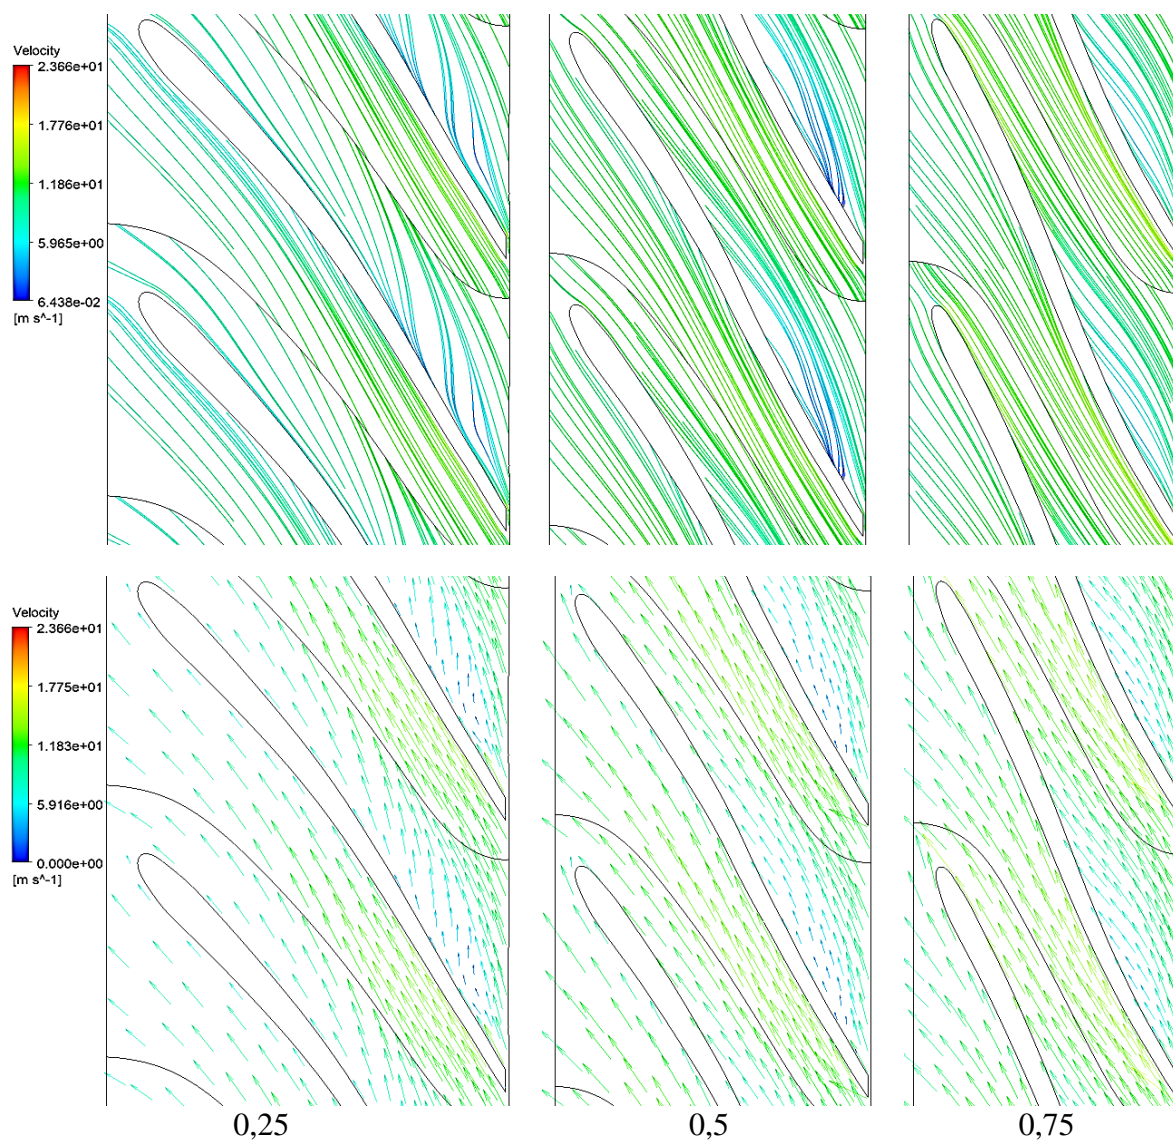 Velocity
2.366e+01
1.776e+01
1.186e+01
5.965e+00
6.438e-02
[m s^-1]
Velocity
2.366e+01
1.775e+01
1.183e+01
5.916e+00
0.000e+00
[m s^-1]
0,25 0,5 0,75